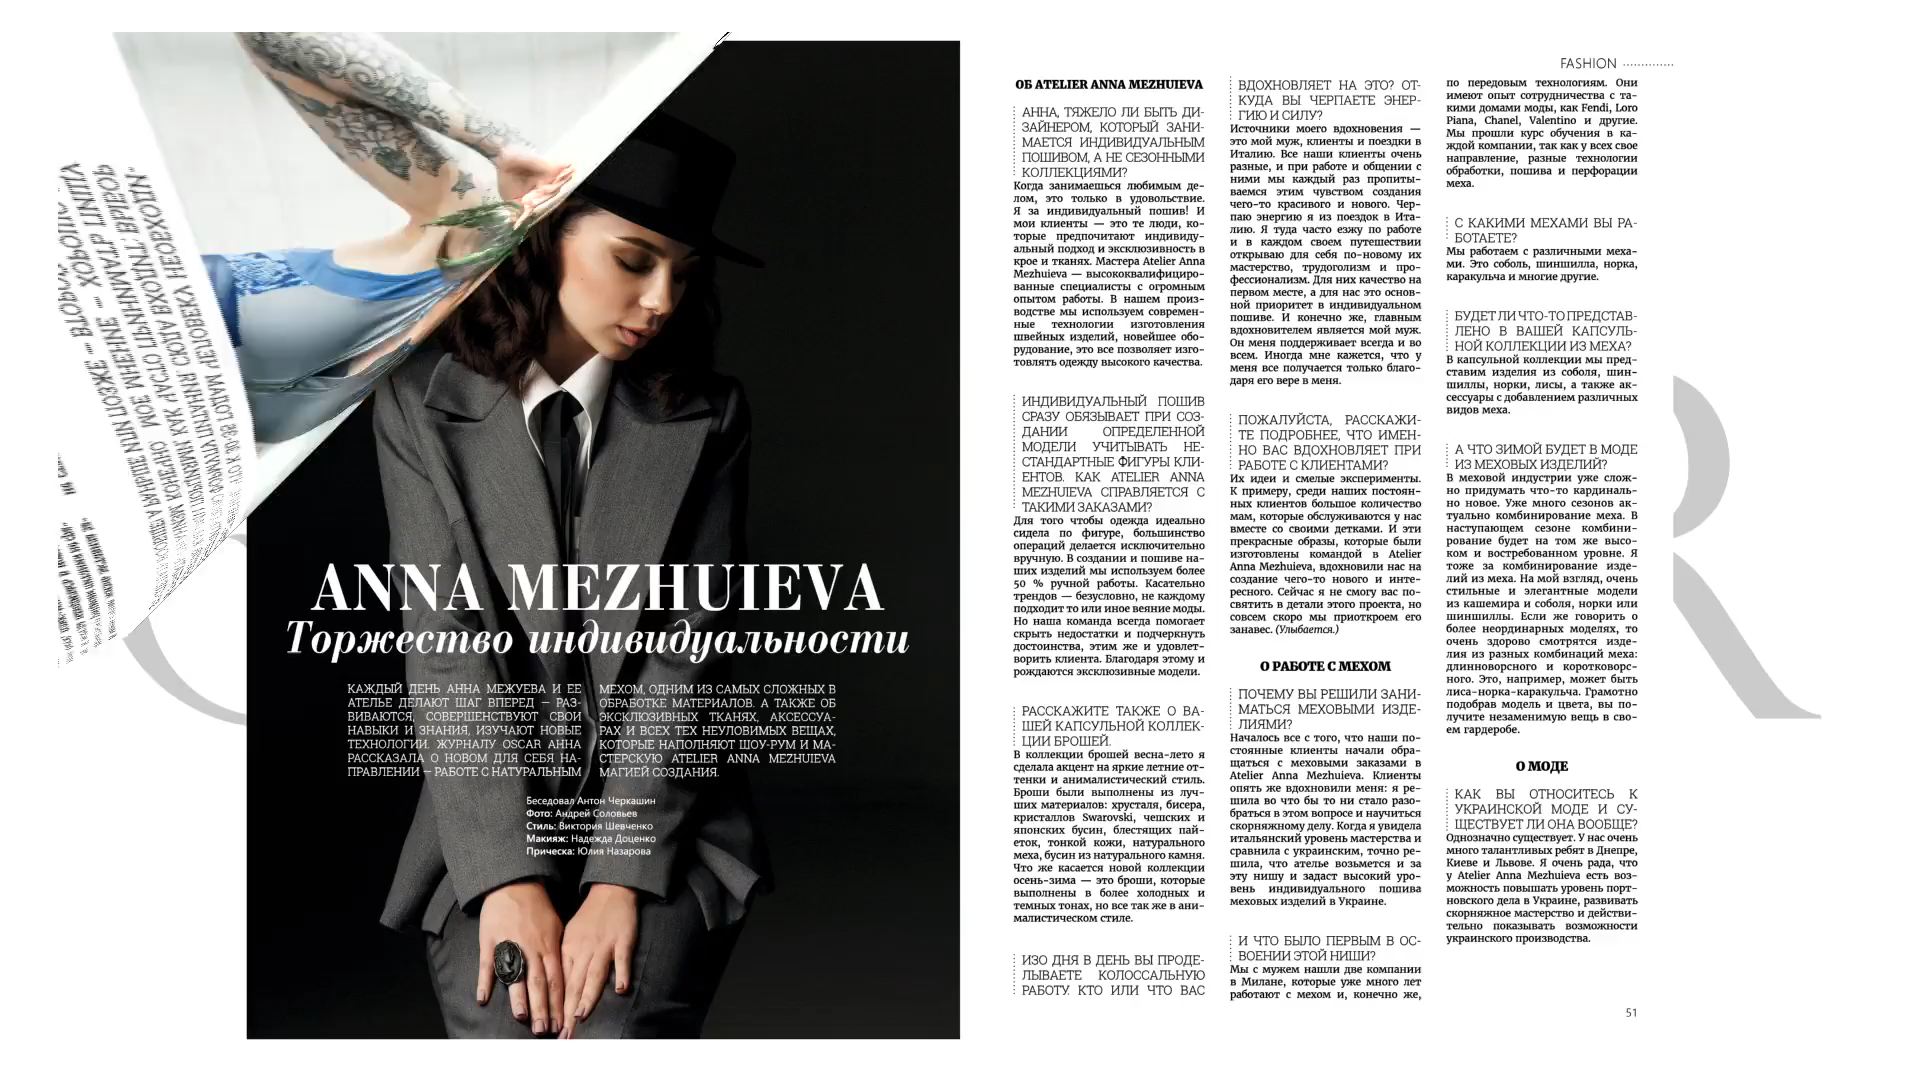 ANNA MEZHUIEVA
Торжество индивидуальности
КАЖДЫЙ ДЕНЬ АННА МЕЖУЕВА И ЕЕ
АТЕЛЬЕ ДЕЛАЮТ ШАГ ВПЕРЕД — РАЗ-
ВИВАЮТСЯ, СОВЕРШЕНСТВУЮТ СВОИ
НАВЫКИ И ЗНАНИЯ, ИЗУЧАЮТ НОВЫЕ
ТЕХНОЛОГИИ. ЖУРНАЛУ OSCAR АННА
РАССКАЗАЛА О НОВОМ ДЛЯ СЕБЯ НА-
ПРАВЛЕНИИ — РАБОТЕ С НАТУРАЛЬНЫМ
МЕХОМ, ОДНИМ ИЗ САМЫХ СЛОЖНЫХ В
ОБРАБОТКЕ МАТЕРИАЛОВ. А ТАКЖЕ ОБ
ЭКСКЛЮЗИВНЫХ ТКАНЯХ, АКСЕССУА-
РАХ И ВСЕХ ТЕХ НЕУЛОВИМЫХ ВЕЩАХ,
КОТОРЫЕ НАПОЛНЯЮТ ШОУ-РУМ И МА-
СТЕРСКУЮ ATELIER ANNA MEZHUIEVA
МАГИЕЙ СОЗДАНИЯ.
Беседовал Антон Черкашин
Фото: Андрей Соловьев
Стиль: Виктория Шевченко
Макияж: Надежда Доценко
Прическа: Юлия Назарова
FASHION
ОБ ATELIER ANNA MEZHUIEVA
АННА, ТЯЖЕЛО ЛИ БЫТЬ ДИ-
ЗАЙНЕРОМ, КОТОРЫЙ ЗАНИ-
МАЕТСЯ ИНДИВИДУАЛЬНЫМ
ПОШИВОМ, А НЕ СЕЗОННЫМИ
КОЛЛЕКЦИЯМИ?
Когда занимаешься любимым де-
лом, это только в удовольствие.
Я за индивидуальный пошив! И
мои клиенты — это те люди, ко-
торые предпочитают индивиду-
альный подход и эксклюзивность в
крое и тканях. Мастера Atelier Anna
Mezhuieva — высококвалифициро-
ванные специалисты с огромным
опытом работы. В нашем произ-
водстве мы используем современ-
ные технологии изготовления
швейных изделий, новейшее обо-
рудование, это все позволяет изго-
товлять одежду высокого качества.
ИНДИВИДУАЛЬНЫЙ ПОШИВ
СРАЗУ ОБЯЗЫВАЕТ ПРИ СОЗ-
ДАНИИ ОПРЕДЕЛЕННОЙ
МОДЕЛИ УЧИТЫВАТЬ НЕ-
СТАНДАРТНЫЕ ФИГУРЫ КЛИ-
ЕНТОВ. КАК ATELIER ANNA
MEZHUIEVA СПРАВЛЯЕТСЯ С
ТАКИМИ ЗАКАЗАМИ?
Для того чтобы одежда идеально
сидела по фигуре, большинство
операций делается исключительно
вручную. В создании и пошиве на-
ших изделий мы используем более
50 % ручной работы. Касательно
трендов — безусловно, не каждому
подходит то или иное веяние моды.
Но наша команда всегда помогает
скрыть недостатки и подчеркнуть
достоинства, этим же и удовлет-
ворить клиента. Благодаря этому и
рождаются эксклюзивные модели.
РАССКАЖИТЕ ТАКЖЕ О ВА-
ШЕЙ КАПСУЛЬНОЙ КОЛЛЕК-
ЦИИ БРОШЕЙ.
В коллекции брошей весна-лето я
сделала акцент на яркие летние от-
тенки и анималистический стиль.
Броши были выполнены из луч-
ших материалов: хрусталя, бисера,
кристаллов Swarovski, чешских и
японских бусин, блестящих пай-
еток, тонкой кожи, натурального
меха, бусин из натурального камня.
Что же касается новой коллекции
осень-зима — это броши, которые
выполнены в более холодных и
темных тонах, но все так же в ани-
малистическом стиле.
ИЗО ДНЯ В ДЕНЬ ВЫ ПРОДЕ-
ЛЫВАЕТЕ КОЛОССАЛЬНУЮ
РАБОТУ. КТО ИЛИ ЧТО ВАС
ВДОХНОВЛЯЕТ НА ЭТО? ОТ-
КУДА ВЫ ЧЕРПАЕТЕ ЭНЕР-
ГИЮ И СИЛУ?
Источники моего вдохновения —
это мой муж, клиенты и поездки в
Италию. Все наши клиенты очень
разные, и при работе и общении с
ними мы каждый раз пропиты-
ваемся этим чувством создания
чего-то красивого и нового. Чер-
паю энергию я из поездок в Ита-
лию. Я туда часто езжу по работе
и в каждом своем путешествии
открываю для себя по-новому их
мастерство, трудоголизм и про-
фессионализм. Для них качество на
первом месте, а для нас это основ-
ной приоритет в индивидуальном
пошиве. И конечно же, главным
вдохновителем является мой муж.
Он меня поддерживает всегда и во
всем. Иногда мне кажется, что у
меня все получается только благо-
даря его вере в меня.
ПОЖАЛУЙСТА, РАССКАЖИ-
ТЕ ПОДРОБНЕЕ, ЧТО ИМЕН-
НО ВАС ВДОХНОВЛЯЕТ ПРИ
РАБОТЕ С КЛИЕНТАМИ?
Их идеи и смелые эксперименты.
К примеру, среди наших постоян-
ных клиентов большое количество
мам, которые обслуживаются у нас
вместе со своими детками. И эти
прекрасные образы, которые были
изготовлены командой в Atelier
Anna Mezhuieva, вдохновили нас на
создание чего-то нового и инте-
ресного. Сейчас я не смогу вас по-
святить в детали этого проекта, но
совсем скоро мы приоткроем его
занавес. (Улыбается.)
О РАБОТЕ С МЕХОМ
ПОЧЕМУ ВЫ РЕШИЛИ ЗАНИ-
МАТЬСЯ МЕХОВЫМИ ИЗДЕ-
ЛИЯМИ?
Началось все с того, что наши по-
стоянные клиенты начали обра-
щаться с меховыми заказами в
Atelier Anna Mezhuieva. Клиенты
опять же вдохновили меня: я ре-
шила во что бы то ни стало разо-
браться в этом вопросе и научиться
скорняжному делу. Когда я увидела
итальянский уровень мастерства и
сравнила с украинским, точно ре-
шила, что ателье возьмется и за
эту нишу и задаст высокий уро-
вень индивидуального пошива
меховых изделий в Украине.
И ЧТО БЫЛО ПЕРВЫМ В ОС-
ВОЕНИИ ЭТОЙ НИШИ?
Мы с мужем нашли две компании
в Милане, которые уже много лет
работают с мехом и, конечно же,
по передовым технологиям. Они
имеют опыт сотрудничества с та-
кими домами моды, как Fendi, Loro
Piana, Chanel, Valentino и другие.
Мы прошли курс обучения в ка-
ждой компании, так как у всех свое
направление, разные технологии
обработки, пошива и перфорации
меха.
С КАКИМИ МЕХАМИ ВЫ РА-
БОТАЕТЕ?
Мы работаем с различными меха-
ми. Это соболь, шиншилла, норка,
каракульча и многие другие.
БУДЕТ ЛИ ЧТО-ТО ПРЕДСТАВ-
ЛЕНО В ВАШЕЙ КАПСУЛЬ-
НОЙ КОЛЛЕКЦИИ ИЗ МЕХА?
В капсульной коллекции мы пред-
ставим изделия из соболя, шин-
шиллы, норки, лисы, а также ак-
сессуары с добавлением различных
видов меха.
А ЧТО ЗИМОЙ БУДЕТ В МОДЕ
ИЗ МЕХОВЫХ ИЗДЕЛИЙ?
В меховой индустрии уже слож-
но придумать что-то кардиналь-
но новое. Уже много сезонов ак-
туально комбинирование меха. В
наступающем сезоне комбини-
рование будет на том же высо-
ком и востребованном уровне. Я
тоже за комбинирование изде-
лий из меха. На мой взгляд, очень
стильные и элегантные модели
из кашемира и соболя, норки или
шиншиллы. Если же говорить о
более неординарных моделях, то
очень здорово смотрятся изде-
лия из разных комбинаций меха:
длинноворсного и коротковорс-
ного. Это, например, может быть
лиса-норка-каракульча. Грамотно
подобрав модель и цвета, вы по-
лучите незаменимую вещь в сво-
ем гардеробе.
О МОДЕ
КАК ВЫ ОТНОСИТЕСЬ К
УКРАИНСКОЙ МОДЕ И СУ-
ЩЕСТВУЕТ ЛИ ОНА ВООБЩЕ?
Однозначно существует. У нас очень
много талантливых ребят в Днепре,
Киеве и Львове. Я очень рада, что
у Atelier Anna Mezhuieva есть воз-
можность повышать уровень порт-
новского дела в Украине, развивать
скорняжное мастерство и действи-
тельно показывать возможности
украинского производства.
51